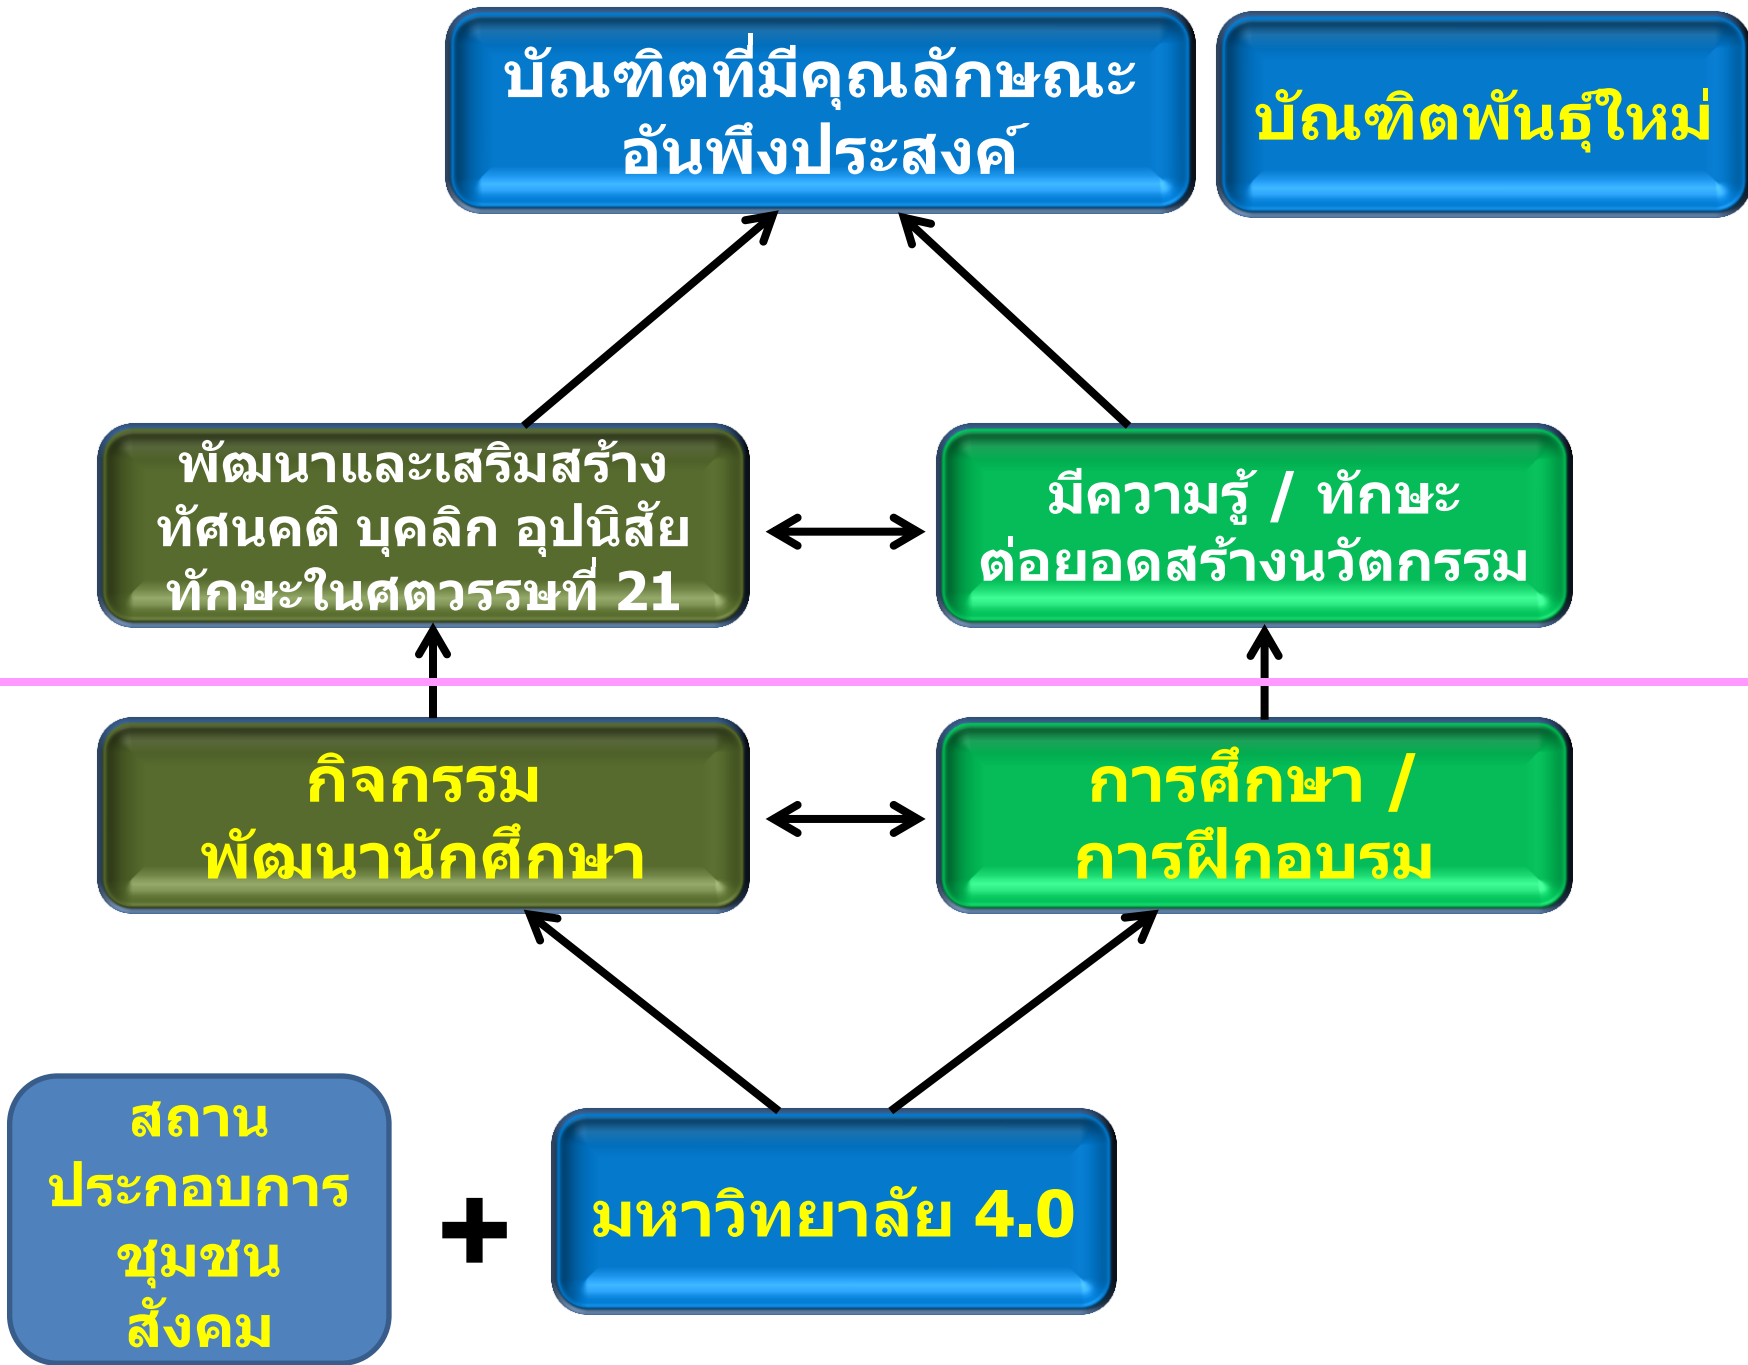 บัณฑิตที่มีคุณลักษณะ
อันพึงประสงค์
บัณฑิตพันธุ์ใหม่
พัฒนาและเสริมสร้าง
ทัศนคติ บุคลิก อุปนิสัย
ทักษะในศตวรรษที่ 21
มีความรู้ / ทักษะ
ต่อยอดสร้างนวัตกรรม
กิจกรรม
พัฒนานักศึกษา
การศึกษา /
การฝึกอบรม
สถาน
ประกอบการ
ชุมชน
สังคม
+
มหาวิทยาลัย 4.0